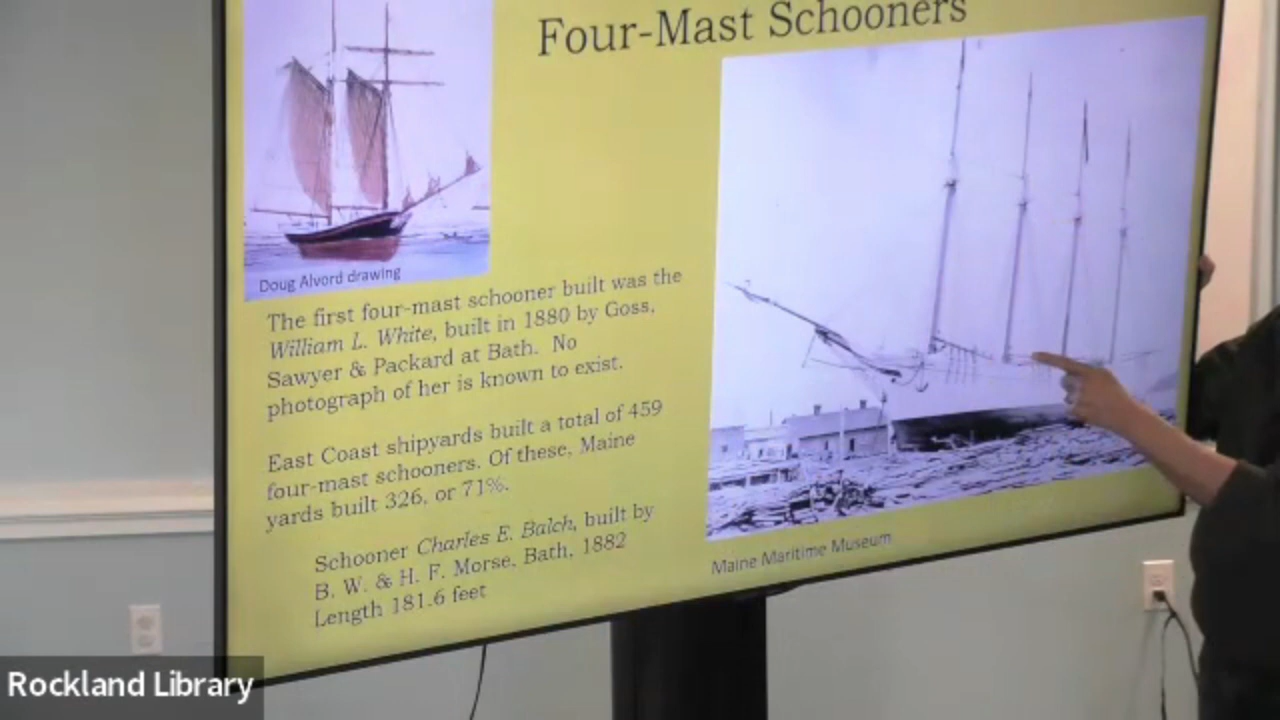 Four-Mast Schooners
Doug Alvord drawing
The first four-mast schooner built was the
William L. White, built in 1880 by Goss,
Sawyer & Packard at Bath. No
photograph of her is known to exist.
East Coast shipyards built a total of 459
four-mast schooners. Of these, Maine
yards built 326, or 71%.
Schooner Charles E. Balch, built by
B. W. & H. F. Morse, Bath, 1882
Length 181.6 feet
Maine Maritime Museum
Rockland Library